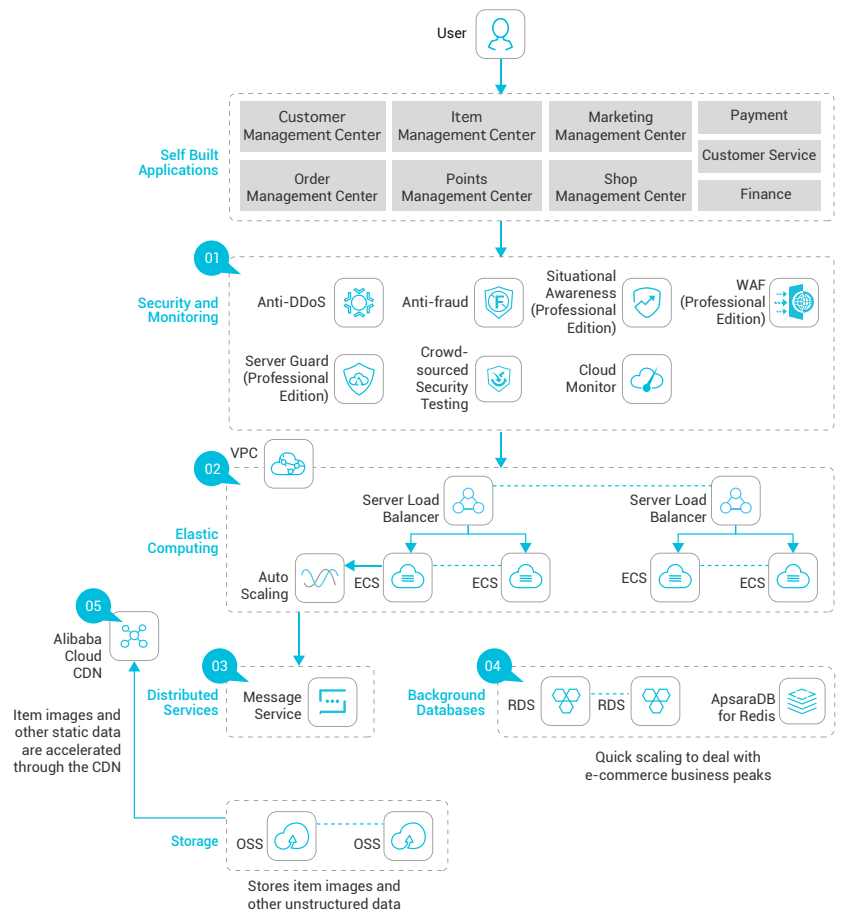 User
Self Built
Applications
Customer
Management Center
Item
Management Center
Marketing
Management Center
Payment
Customer Service
Order
Management Center
Points
Management Center
Shop
Management Center
Finance
01
Security and
Monitoring
Anti-DDoS
Anti-fraud
Situational
Awareness
(Professional
Edition)
WAF
(Professional
Edition)
Server Guard
(Professional
Edition)
Crowd-
sourced
Security
Testing
Cloud
Monitor
02
VPC
Elastic
Computing
Server Load
Balancer
Server Load
Balancer
Auto
Scaling
ECS
ECS
ECS
ECS
05
Alibaba
Cloud
CDN
03
Distributed
Services
Message
Service
04
Background
Databases
RDS
RDS
ApsaraDB
for Redis
Item images and
other static data
are accelerated
through the CDN
Quick scaling to deal with
e-commerce business peaks
Storage
OSS
OSS
Stores item images and
other unstructured data